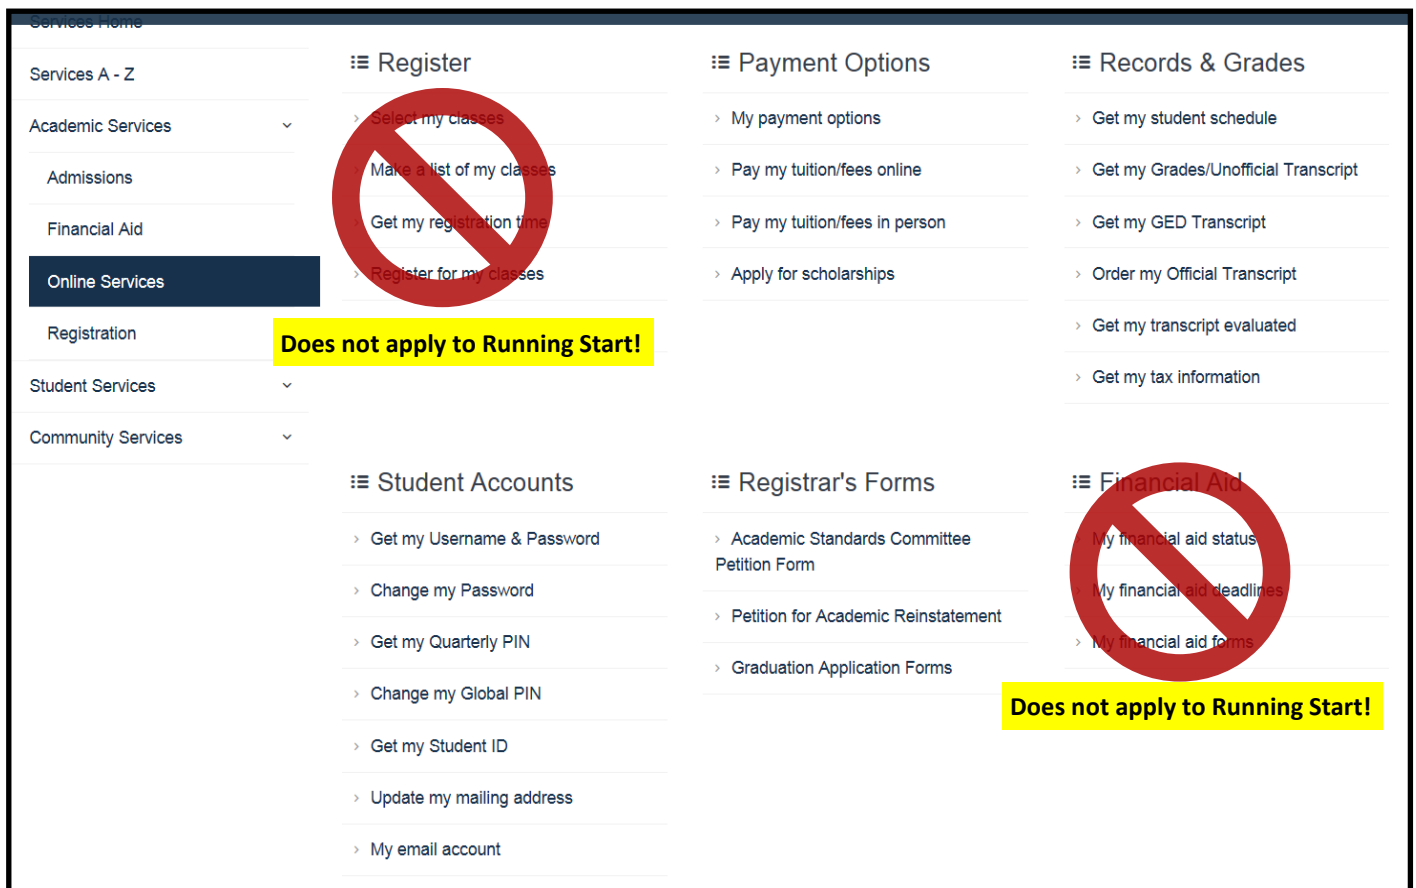 Services Home
Services A - Z
Academic Services
Admissions
Financial Aid
Online Services
Registration
Student Services
Community Services
Register
Select my classes
Make a list of my classes
Get my registration time
Register for my classes
Does not apply to Running Start!
Payment Options
My payment options
Pay my tuition/fees online
Pay my tuition/fees in person
Apply for scholarships
Records & Grades
Get my student schedule
Get my Grades/Unofficial Transcript
Get my GED Transcript
Order my Official Transcript
Get my transcript evaluated
Get my tax information
Student Accounts
Get my Username & Password
Change my Password
Get my Quarterly PIN
Change my Global PIN
Get my Student ID
Update my mailing address
My email account
Registrar's Forms
Academic Standards Committee
Petition Form
Petition for Academic Reinstatement
Graduation Application Forms
Financial Aid
My financial aid status
My financial aid deadlines
My financial aid forms
Does not apply to Running Start!